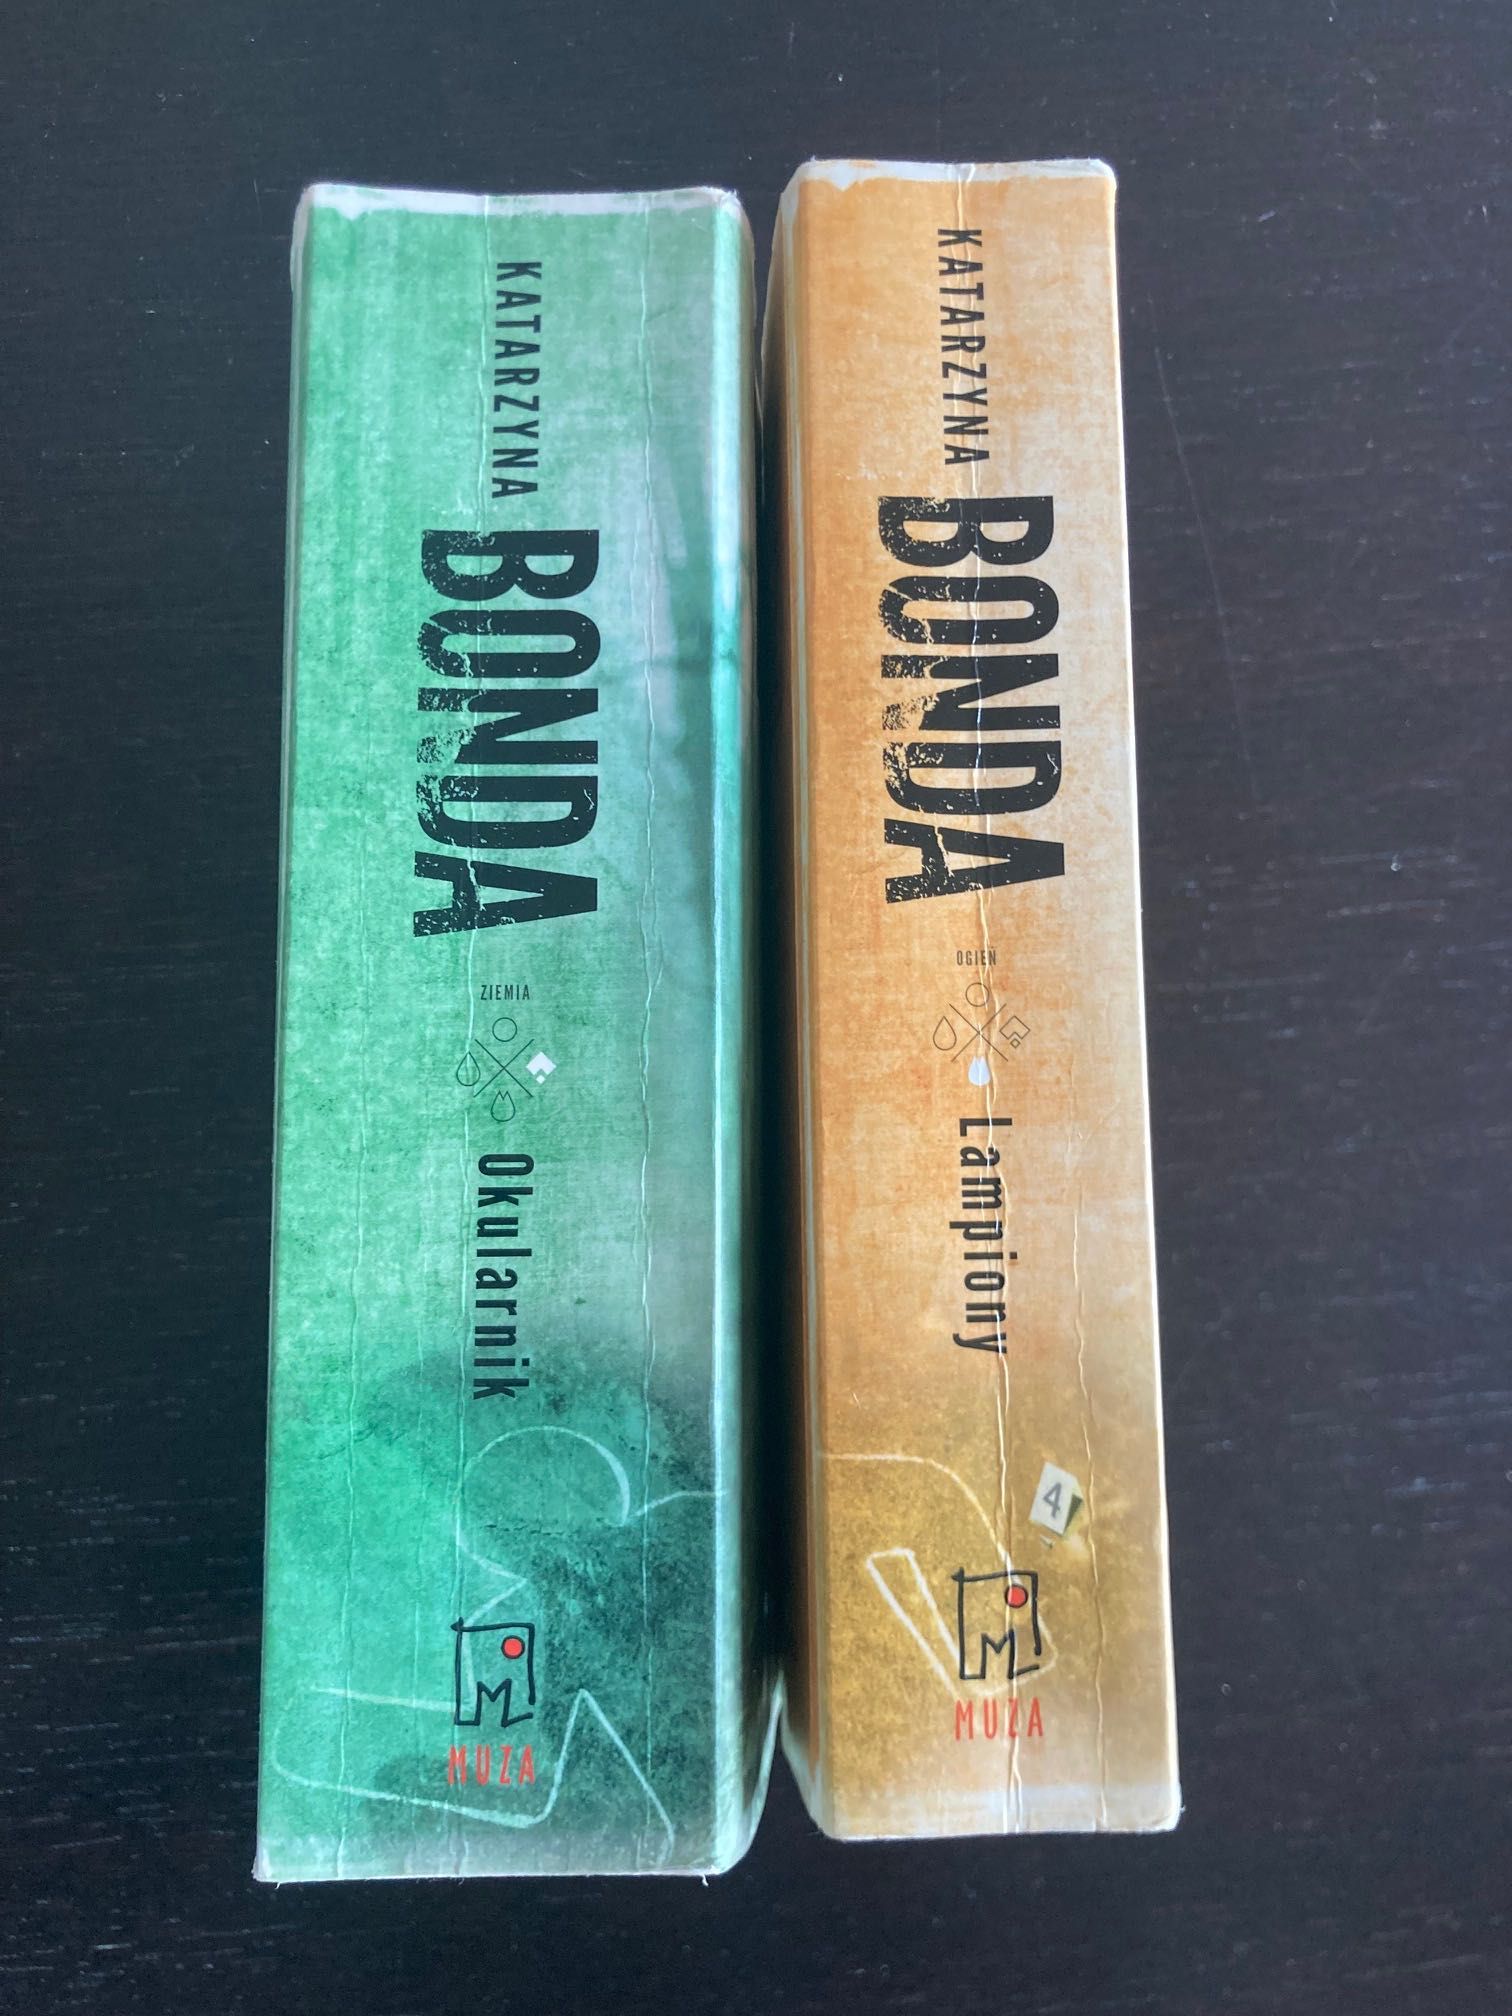 KATARZYNA
BONDA
ZIEMIA
Okularnik
MUZA
KATARZYNA
BONDA
OGIEŃ
Lampiony
4
M
MUZA